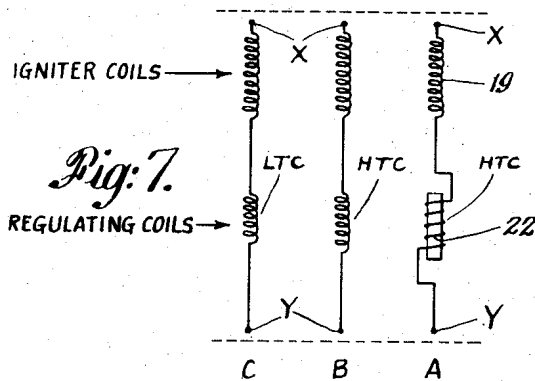 X
X
IGNITER COILS
19
Fig: 7.
LTC
HTC
HTC
REGULATING COILS
22
Y
Y
C
B
A